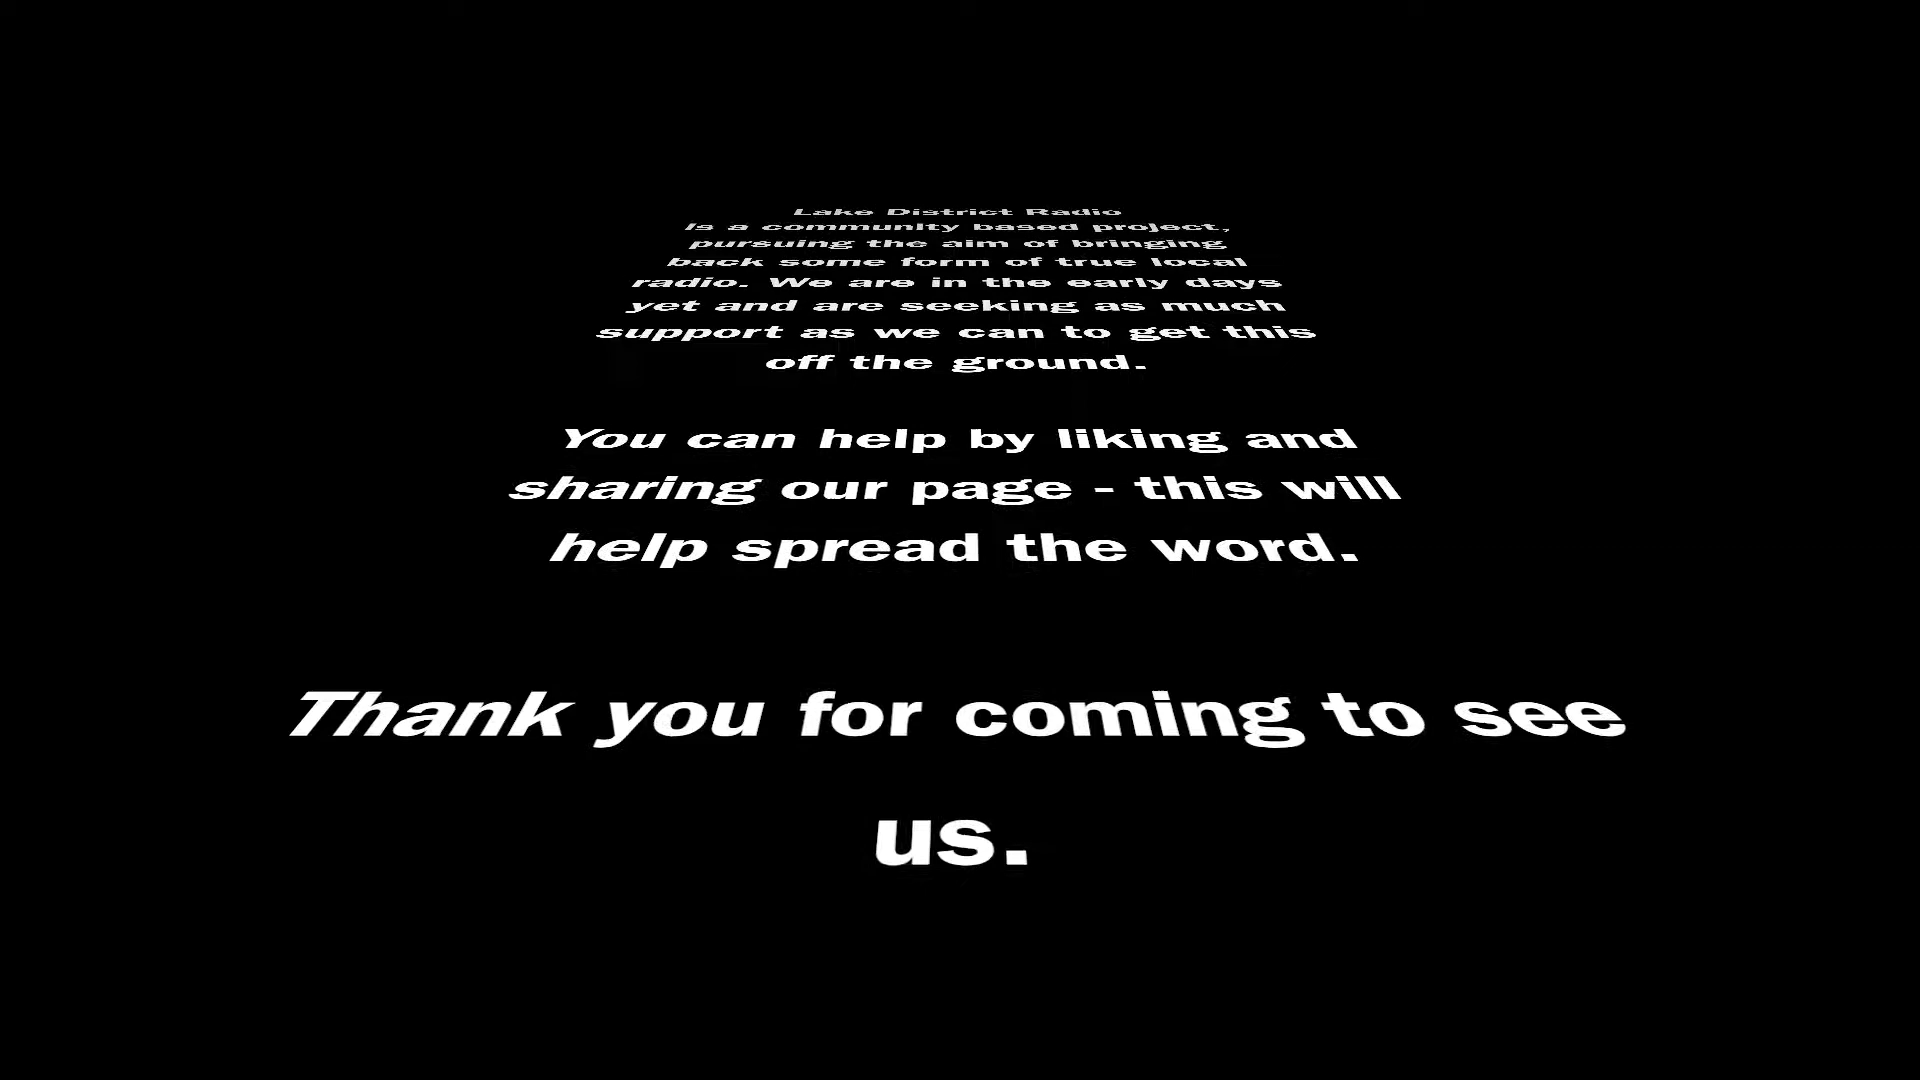 Lake District Radio
is a community based project,
pursuing the aim of bringing
back some form of true local
radio. We are in the early days
yet and are seeking as much
support as we can to get this
off the ground.
You can help by liking and
sharing our page - this will
help spread the word.
Thank you for coming to see
us.